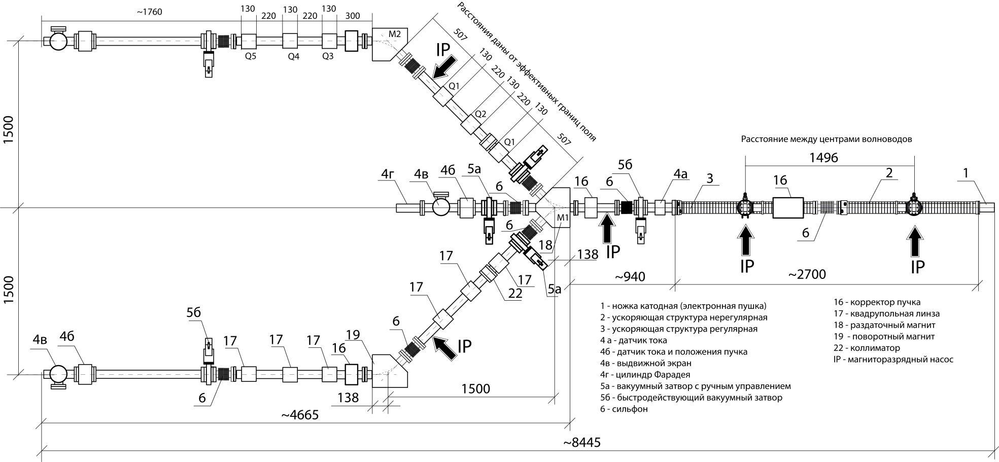 ~1760
130
220
130
220
130
300
M2
Q5
Q4
Q3
Расстояния даны от эффективных границ поля
507
130
220
130
220
130
507
IP
Q1
Q2
Q1
1500
1500
Расстояние между центрами волноводов
1496
4г
4в
4б
5а
6
16
6
5б
4а
3
16
2
1
M1
6
18
138
IP
6
IP
IP
~940
~2700
17
17
22
17
5а
17
6
IP
5б
4в
4б
17
17
17
16
19
6
138
1500
~4665
~8445
1 - ножка катодная (электронная пушка)
2 - ускоряющая структура нерегулярная
3 - ускоряющая структура регулярная
4 а - датчик тока
4б - датчик тока и положения пучка
4в - выдвижной экран
4г - цилиндр Фарадея
5а - вакуумный затвор с ручным управлением
5б - быстродействующий вакуумный затвор
6 - сильфон
16 - корректор пучка
17 - квадрупольная линза
18 - раздаточный магнит
19 - поворотный магнит
22 - коллиматор
IP - магниторазрядный насос